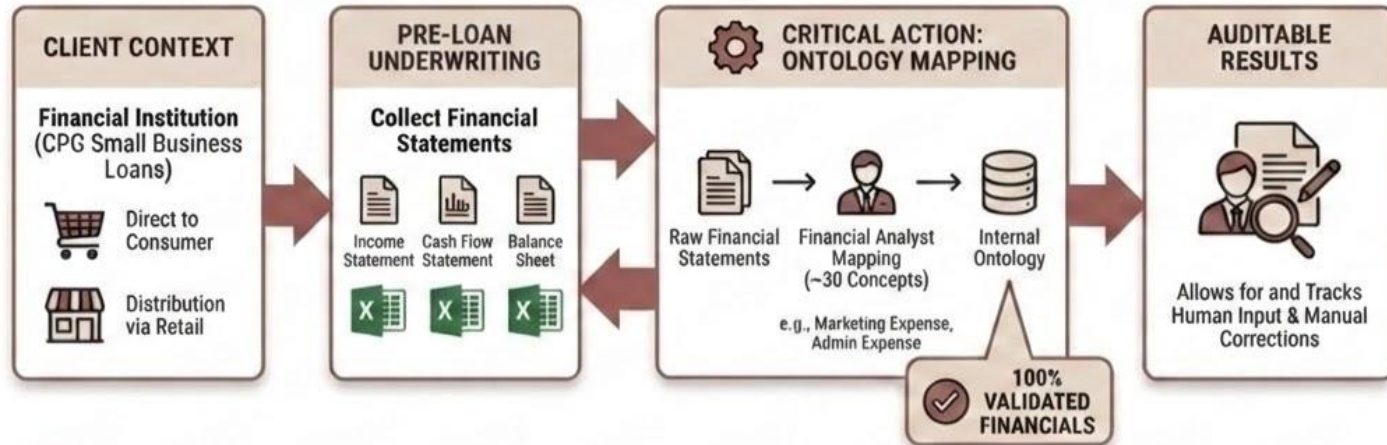 CLIENT CONTEXT
Financial Institution
(CPG Small Business
Loans)
Direct to
Consumer
Distribution
via Retail
PRE-LOAN
UNDERWRITING
Collect Financial
Statements
Income
Statement
Cash Flow
Statement
Balance
Sheet
X
X
X
CRITICAL ACTION:
ONTOLOGY MAPPING
Raw Financial
Statements
Financial Analyst
Mapping
(~30 Concepts)
e.g., Marketing Expense,
Admin Expense
Internal
Ontology
100%
VALIDATED
FINANCIALS
AUDITABLE
RESULTS
Allows for and Tracks
Human Input & Manual
Corrections